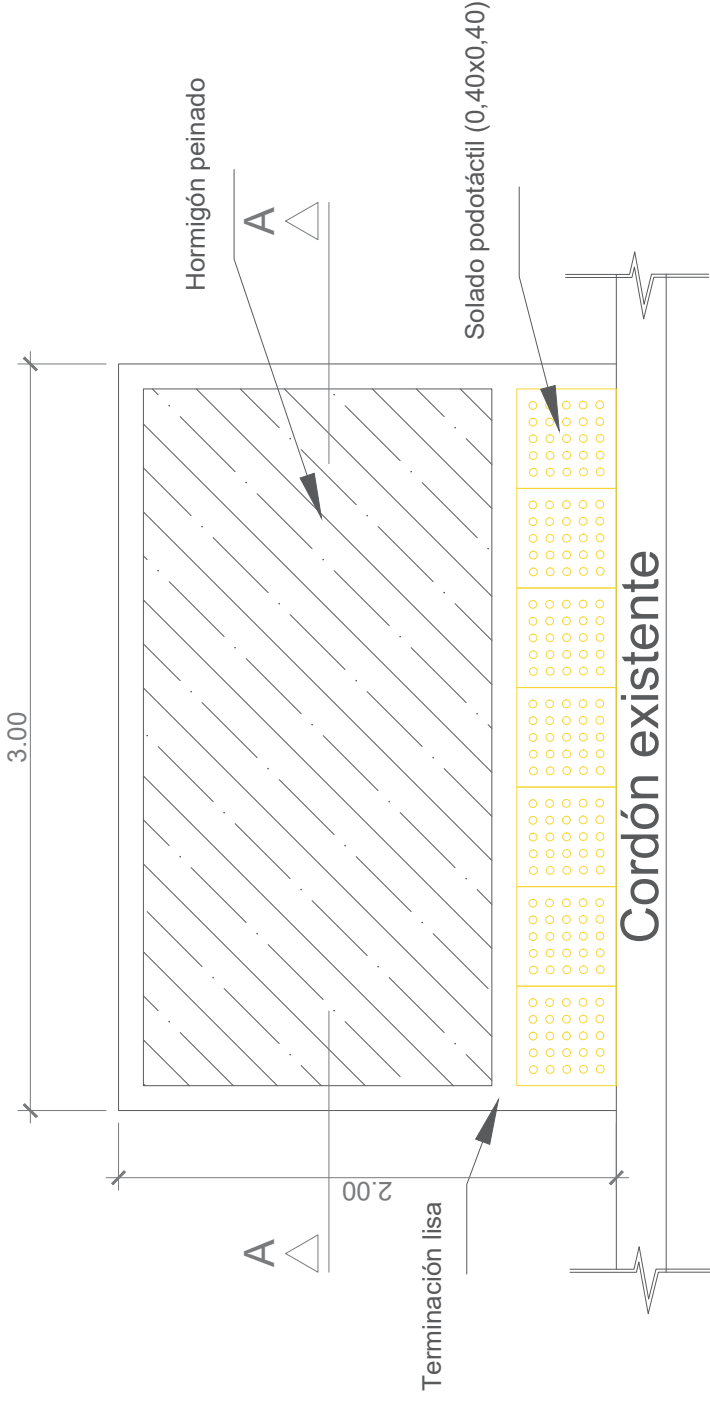 3.00
Hormigón peinado
A
Solado podotáctil (0,40x0,40)
Cordón existente
2.00
A
Terminación lisa